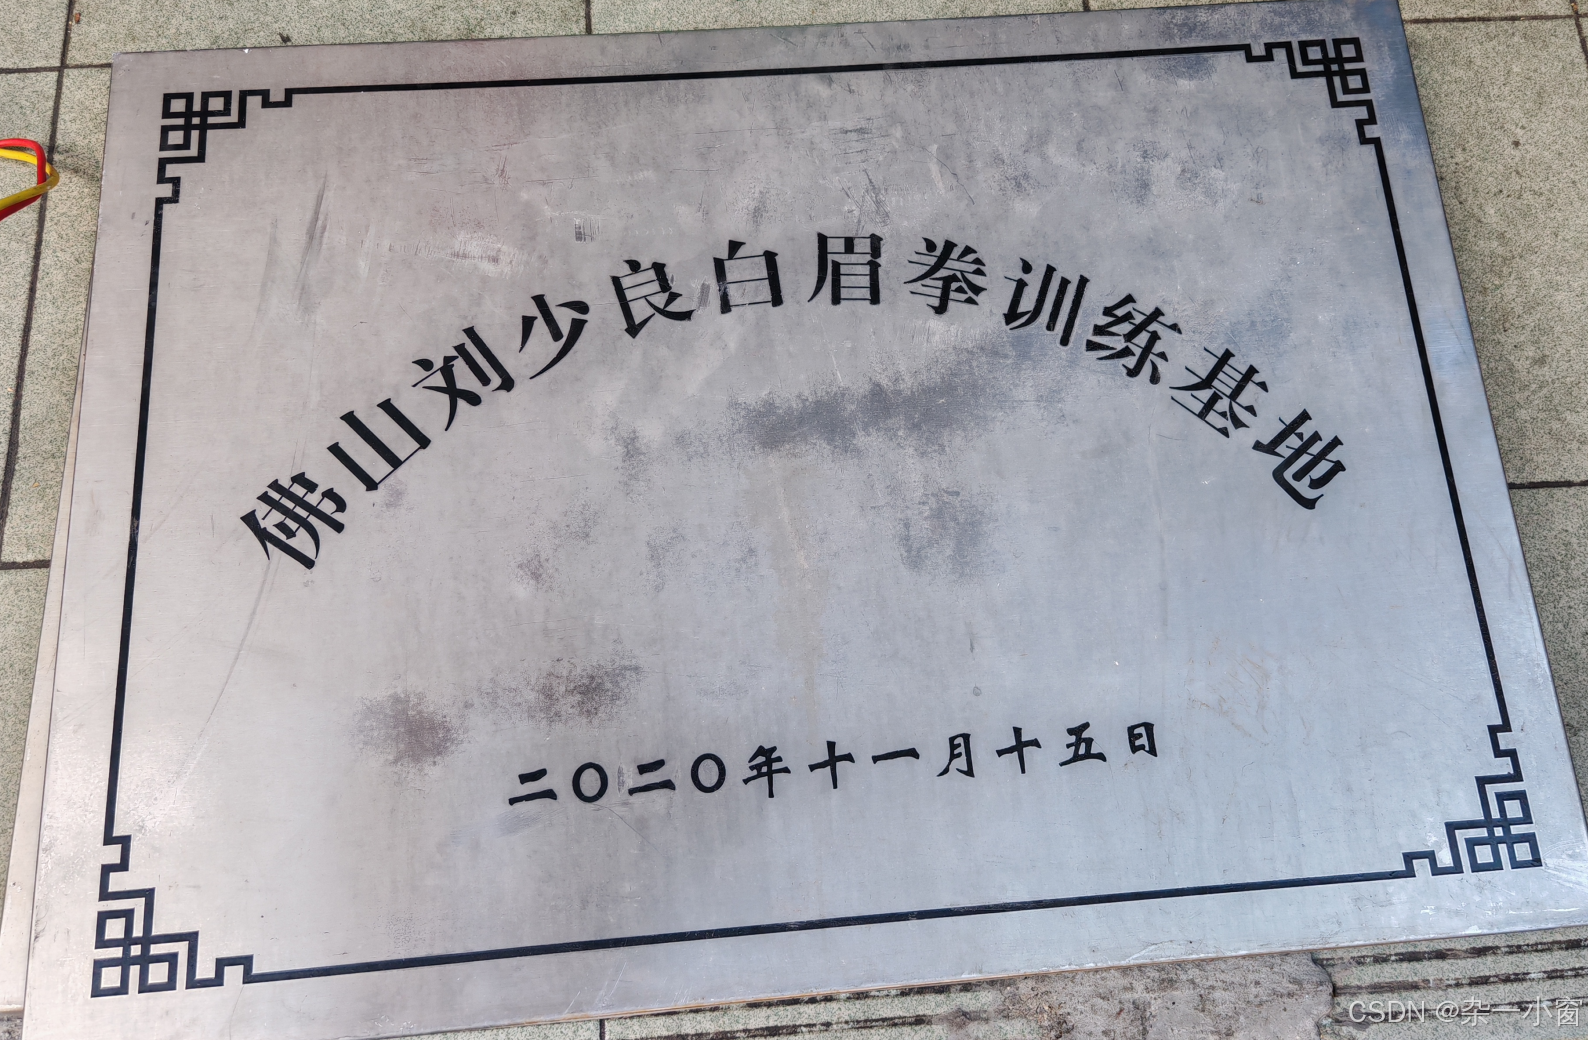 佛山刘少良白眉拳训练基地
二〇二〇年十一月十五日
CSDN @杂一小窗